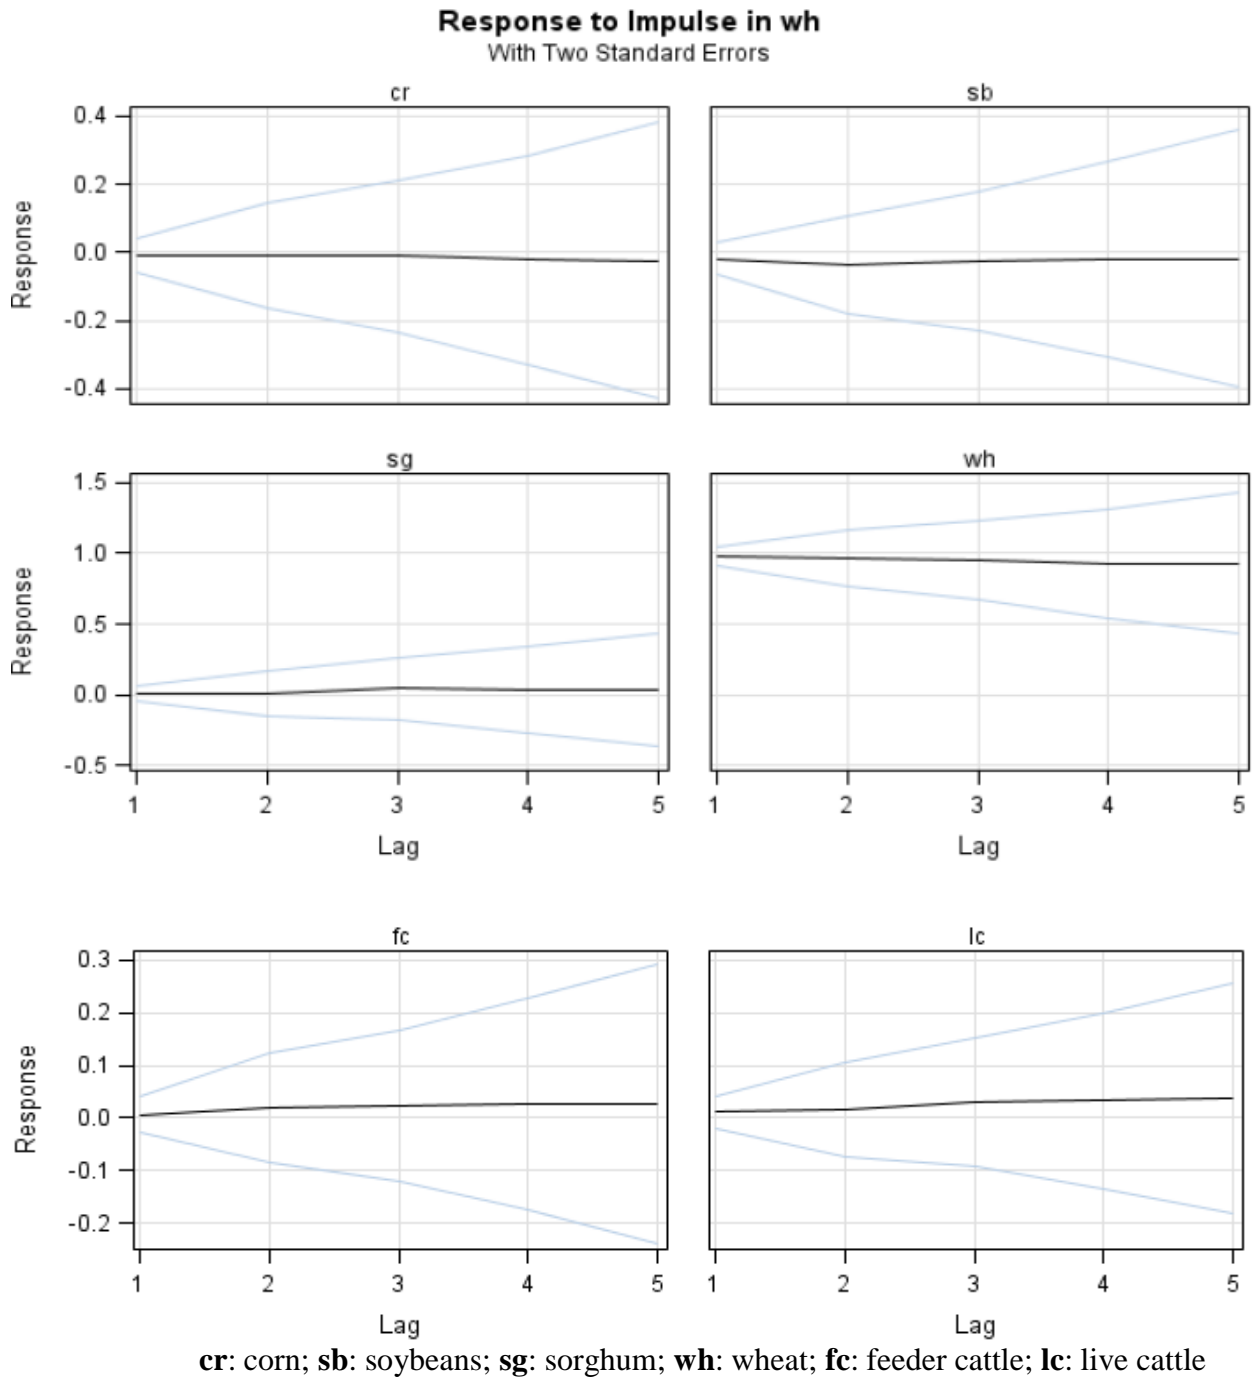 Response to Impulse in wh
With Two Standard Errors
cr
sb
0.4
0.2
0.0
-0.2
-0.4
Response
sg
wh
1.5
1.0
0.5
0.0
-0.5
Response
1 2 3 4 5
1 2 3 4 5
Lag
Lag
fc
lc
0.3
0.2
0.1
0.0
-0.1
-0.2
Response
1 2 3 4 5
1 2 3 4 5
Lag
Lag
cr: corn; sb: soybeans; sg: sorghum; wh: wheat; fc: feeder cattle; lc: live cattle